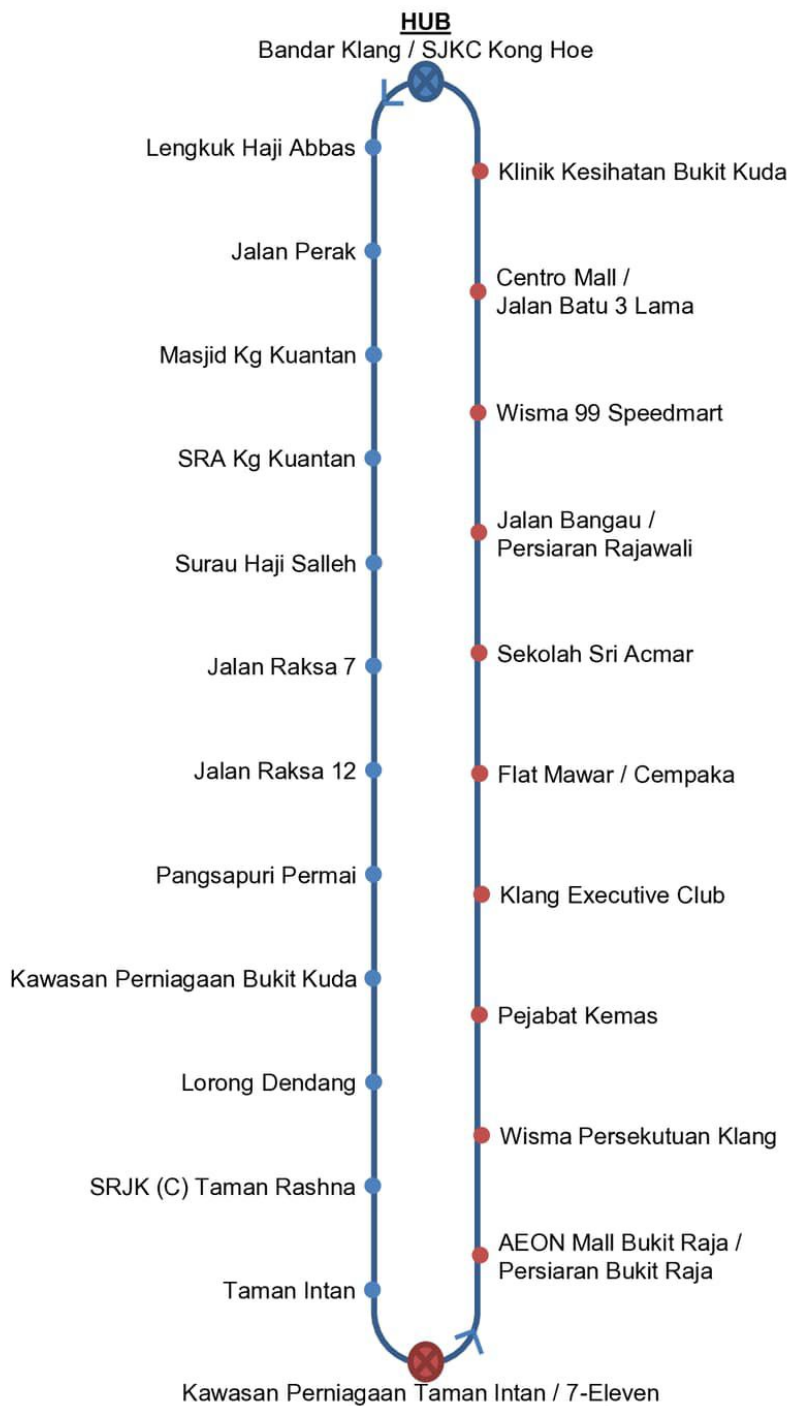 HUB
Bandar Klang / SJKC Kong Hoe
Lengkuk Haji Abbas
Jalan Perak
Masjid Kg Kuantan
SRA Kg Kuantan
Surau Haji Salleh
Jalan Raksa 7
Jalan Raksa 12
Pangsapuri Permai
Kawasan Perniagaan Bukit Kuda
Lorong Dendang
SRJK (C) Taman Rashna
Taman Intan
Klinik Kesihatan Bukit Kuda
Centro Mall /
Jalan Batu 3 Lama
Wisma 99 Speedmart
Jalan Bangau /
Persiaran Rajawali
Sekolah Sri Acmar
Flat Mawar / Cempaka
Klang Executive Club
Pejabat Kemas
Wisma Persekutuan Klang
AEON Mall Bukit Raja /
Persiaran Bukit Raja
Kawasan Perniagaan Taman Intan / 7-Eleven